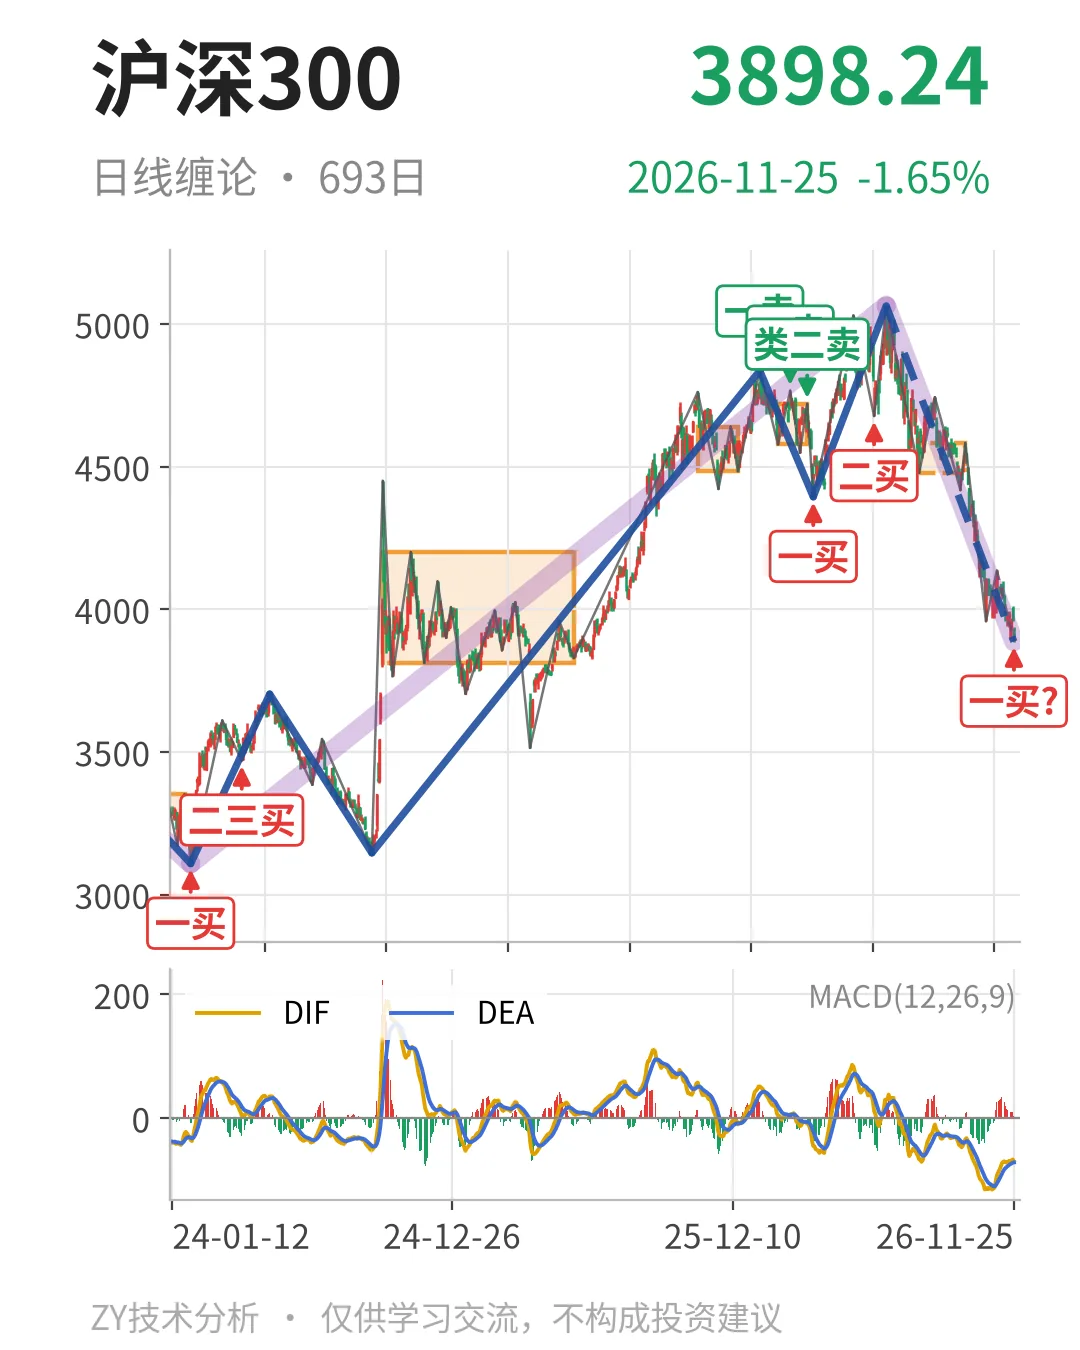 沪深300
3898.24
日线缠论 • 693日
2026-11-25 -1.65%
5000
4500
4000
3500
3000
类二卖
二买
一买
一买?
二三买
一买
200
0
DIF
DEA
MACD(12,26,9)
24-01-12
24-12-26
25-12-10
26-11-25
ZY技术分析 • 仅供学习交流，不构成投资建议